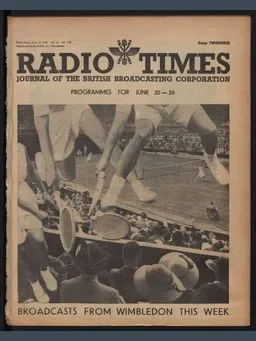 Price TWOPENCE
RADIO TIMES
JOURNAL OF THE BRITISH BROADCASTING CORPORATION
PROGRAMMES FOR JUNE 20—26
BROADCASTS FROM WIMBLEDON THIS WEEK